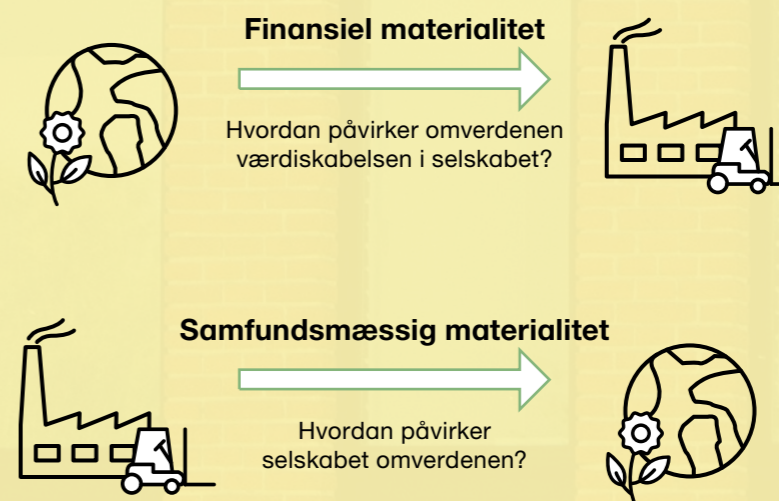 Finansiel materialitet
Hvordan påvirker omverdenen
værdiskabelsen i selskabet?
Samfundsmæssig materialitet
Hvordan påvirker
selskabet omverdenen?